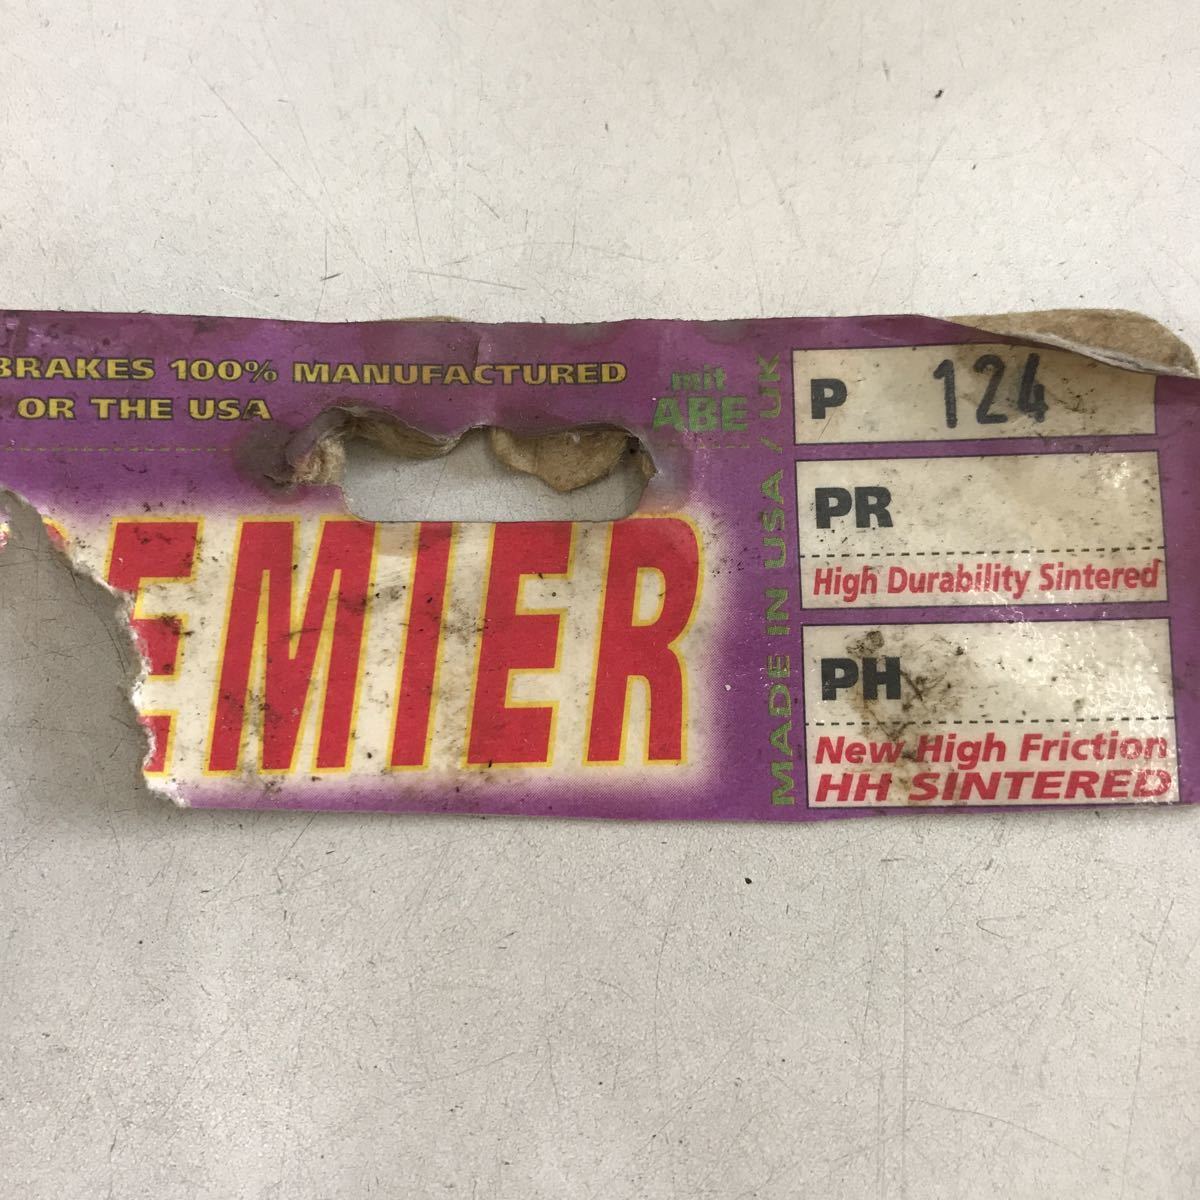 BRAKES 100% MANUFACTURED
OR THE USA
mit
ABE
EMIER
MADE IN USA / UK
P 124
PR
High Durability Sintered
PH
New High Friction
HH SINTERED